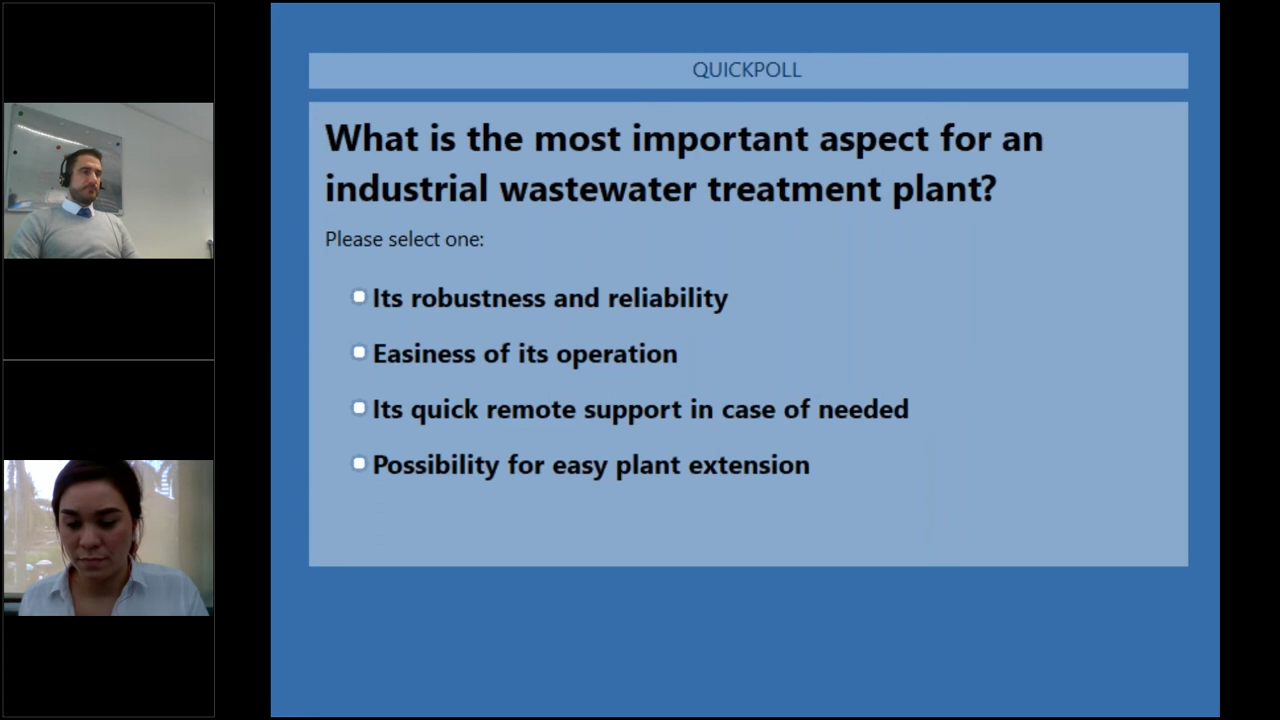 QUICKPOLL
What is the most important aspect for an
industrial wastewater treatment plant?
Please select one:
Its robustness and reliability
Easiness of its operation
Its quick remote support in case of needed
Possibility for easy plant extension